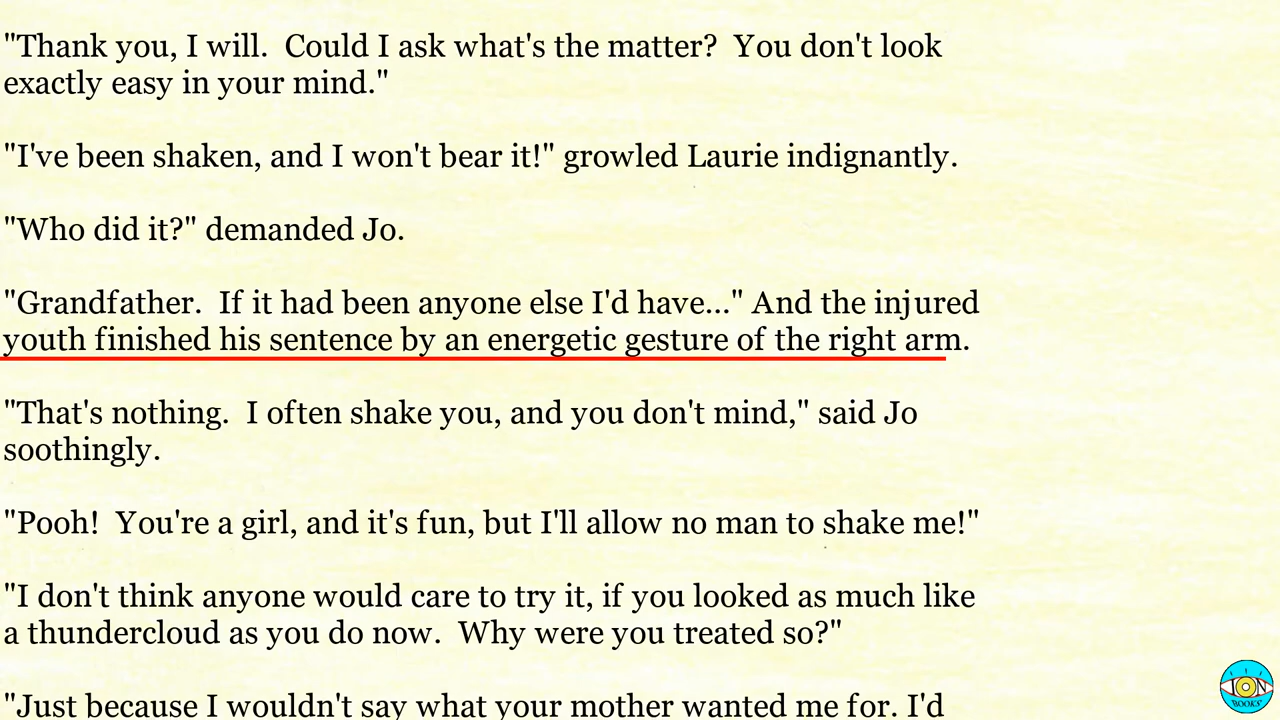 "Thank you, I will.  Could I ask what's the matter?  You don't look
exactly easy in your mind."
"I've been shaken, and I won't bear it!" growled Laurie indignantly.
"Who did it?" demanded Jo.
"Grandfather.  If it had been anyone else I'd have..." And the injured
youth finished his sentence by an energetic gesture of the right arm.
"That's nothing.  I often shake you, and you don't mind," said Jo
soothingly.
"Pooh!  You're a girl, and it's fun, but I'll allow no man to shake me!"
"I don't think anyone would care to try it, if you looked as much like
a thundercloud as you do now.  Why were you treated so?"
"Just because I wouldn't say what your mother wanted me for. I'd
ION
BOOKS